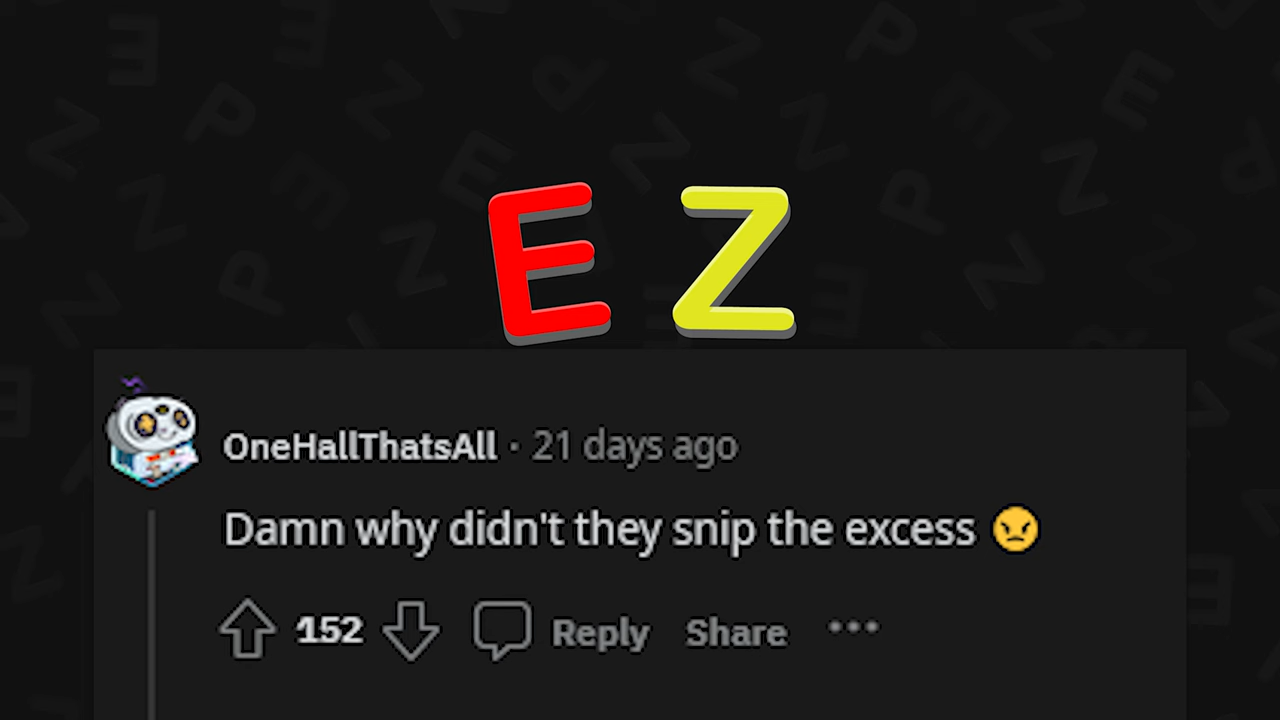 E Z
OneHallThatsAll · 21 days ago
Damn why didn't they snip the excess 😠
152 Reply Share ···